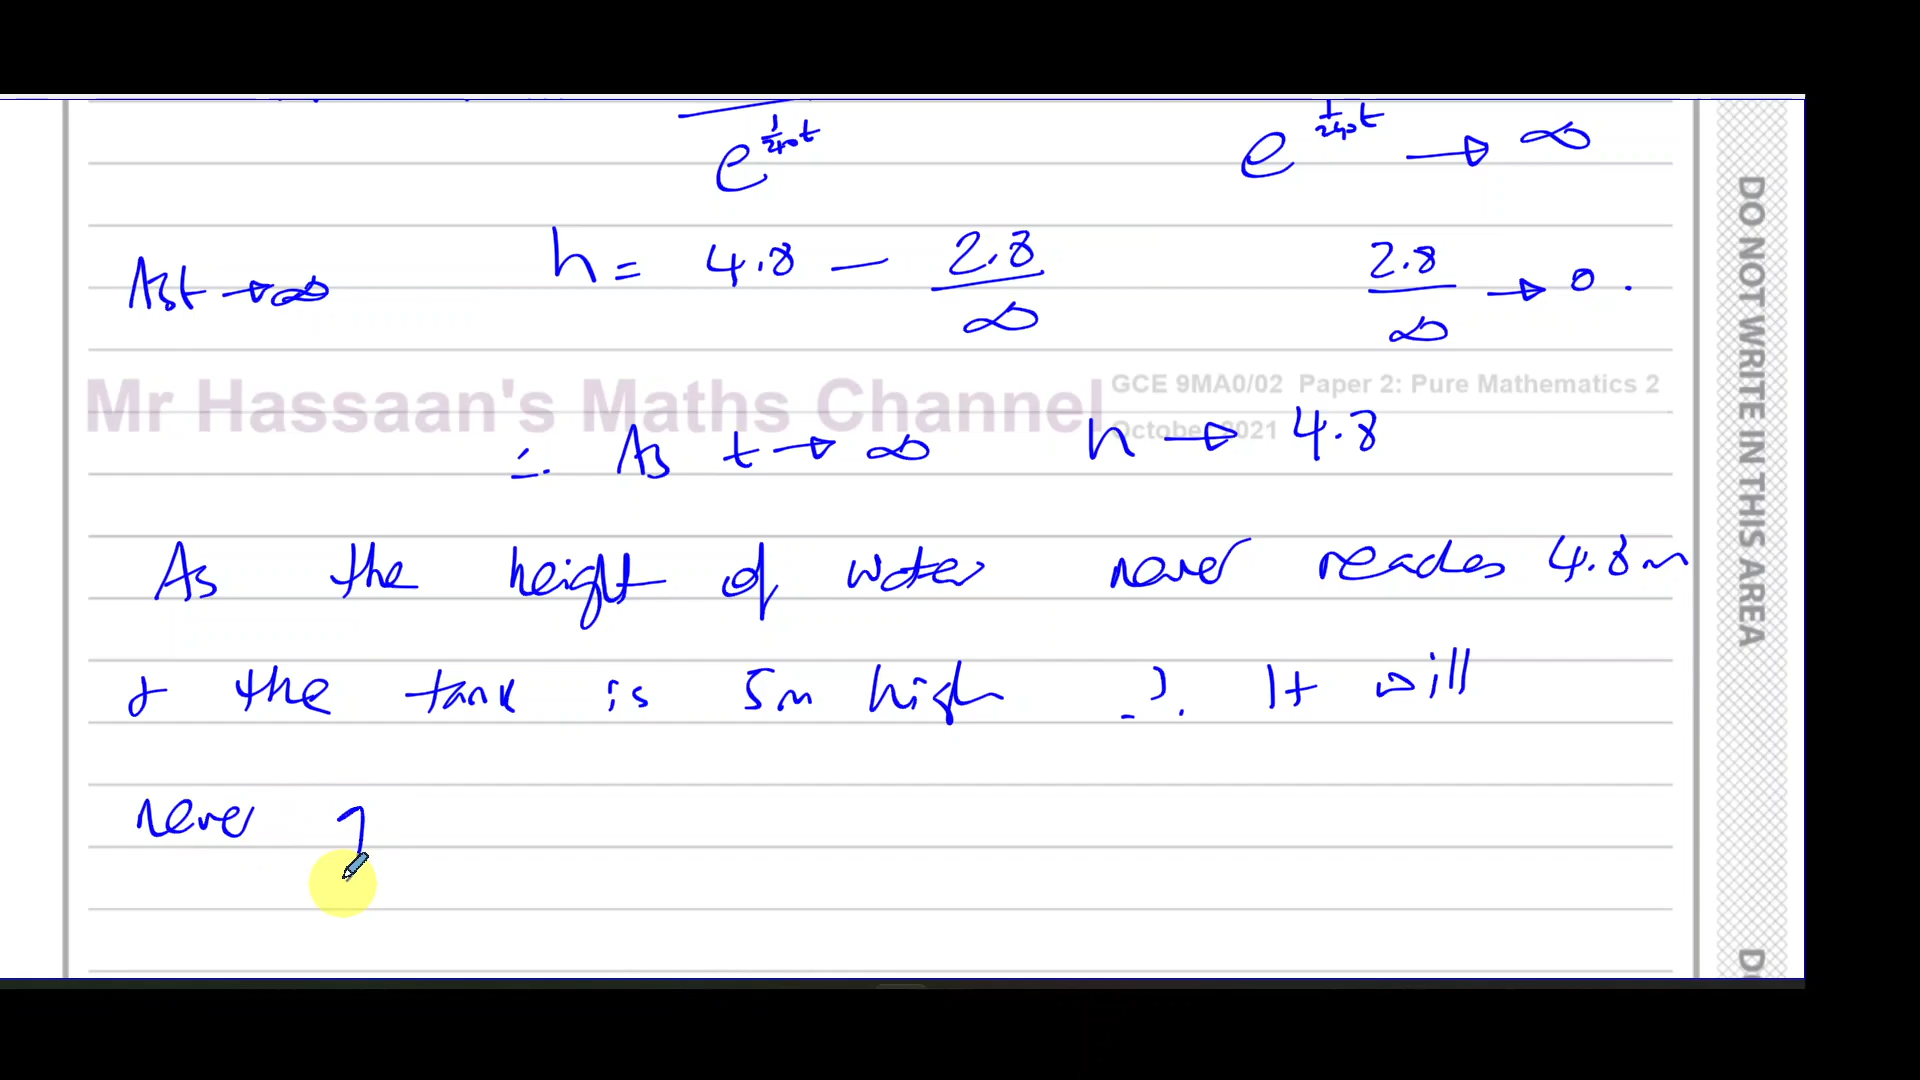 e^(1/240 t)   e^(1/240 t) → ∞
As t → ∞   h = 4.8 − 2.8/∞   2.8/∞ → 0.
Mr Hassaan's Maths Channel
GCE 9MA0/02 Paper 2: Pure Mathematics 2
October 2021
∴ As t → ∞   h → 4.8
As the height of water never reaches 4.8m
& the tank is 5m high ∴ It will
never
DO NOT WRITE IN THIS AREA